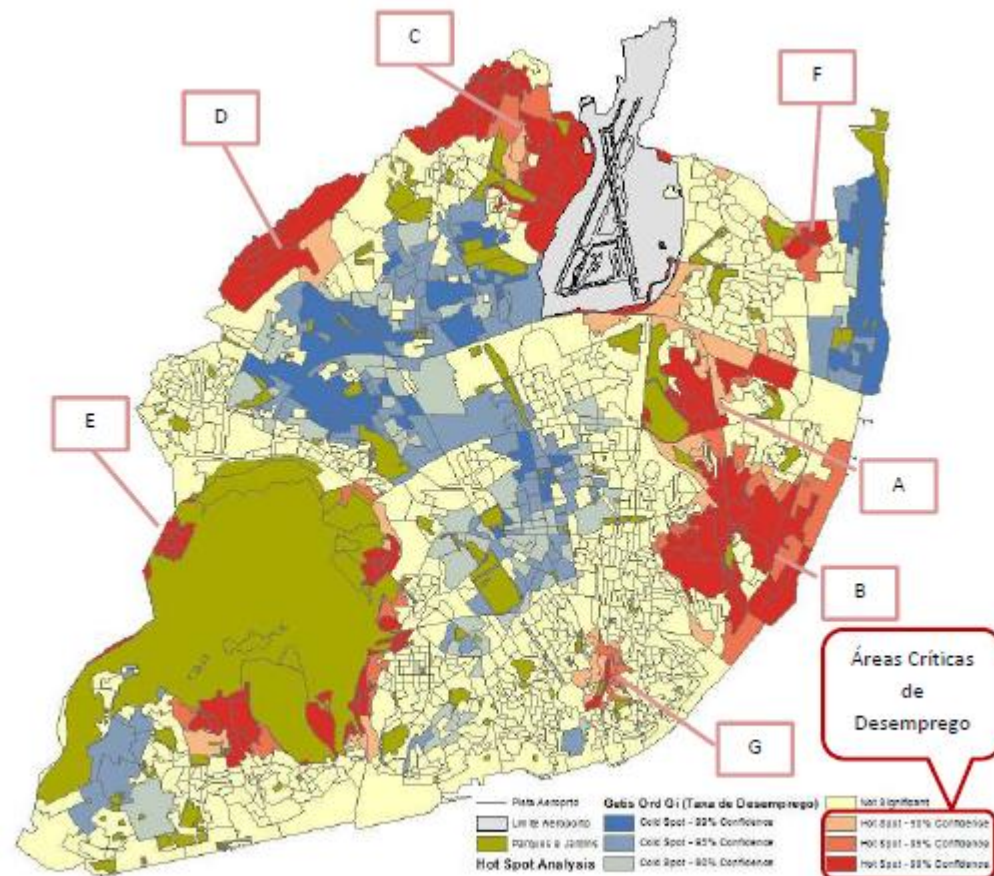 C
F
D
E
A
B
G
Áreas Críticas
de
Desemprego
Pista Aeroporto
Limite Aeroporto
Parques e Jardins
Hot Spot Analysis
Getis Ord Gi (Taxa de Desemprego)
Cold Spot - 99% Confidence
Cold Spot - 95% Confidence
Cold Spot - 90% Confidence
Not Significant
Hot Spot - 90% Confidence
Hot Spot - 95% Confidence
Hot Spot - 99% Confidence